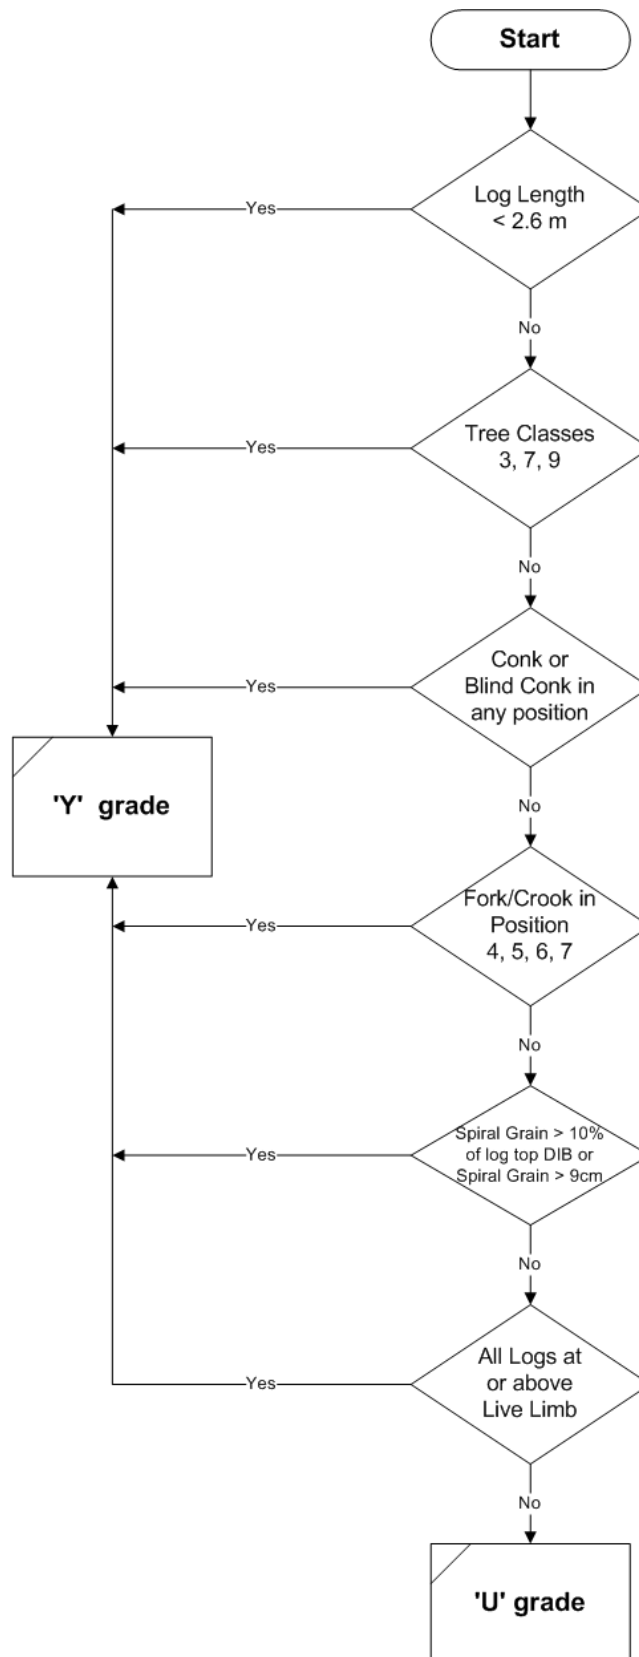 Start
Log Length
< 2.6 m
Yes
No
Tree Classes
3, 7, 9
Yes
No
Conk or
Blind Conk in
any position
Yes
No
'Y' grade
Fork/Crook in
Position
4, 5, 6, 7
Yes
No
Spiral Grain > 10%
of log top DIB or
Spiral Grain > 9cm
Yes
No
All Logs at
or above
Live Limb
Yes
No
'U' grade